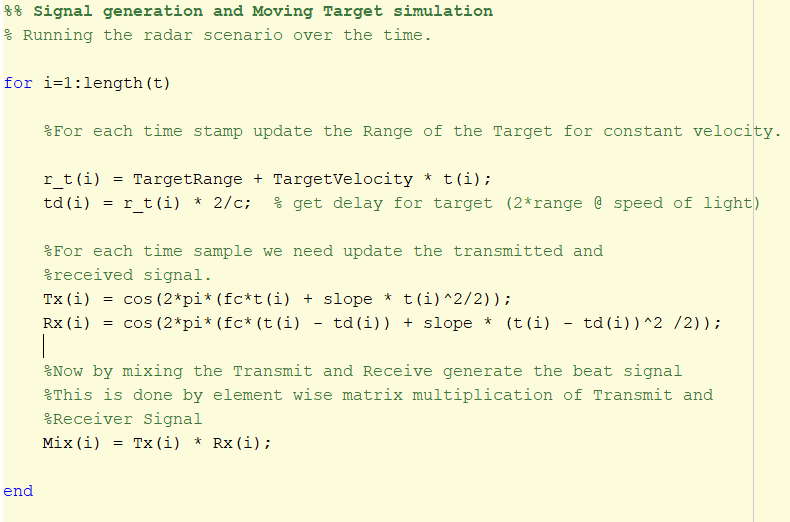 %% Signal generation and Moving Target simulation
% Running the radar scenario over the time.
for i=1:length(t)
%For each time stamp update the Range of the Target for constant velocity.
r_t(i) = TargetRange + TargetVelocity * t(i);
td(i) = r_t(i) * 2/c;  % get delay for target (2*range @ speed of light)
%For each time sample we need update the transmitted and
%received signal.
Tx(i) = cos(2*pi*(fc*t(i) + slope * t(i)^2/2));
Rx(i) = cos(2*pi*(fc*(t(i) - td(i)) + slope * (t(i) - td(i))^2 /2));
%Now by mixing the Transmit and Receive generate the beat signal
%This is done by element wise matrix multiplication of Transmit and
%Receiver Signal
Mix(i) = Tx(i) * Rx(i);
end